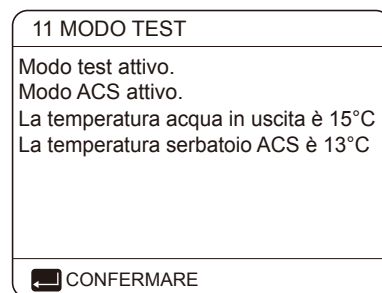 11 MODO TEST
Modo test attivo.
Modo ACS attivo.
La temperatura acqua in uscita è 15°C
La temperatura serbatoio ACS è 13°C
CONFERMARE